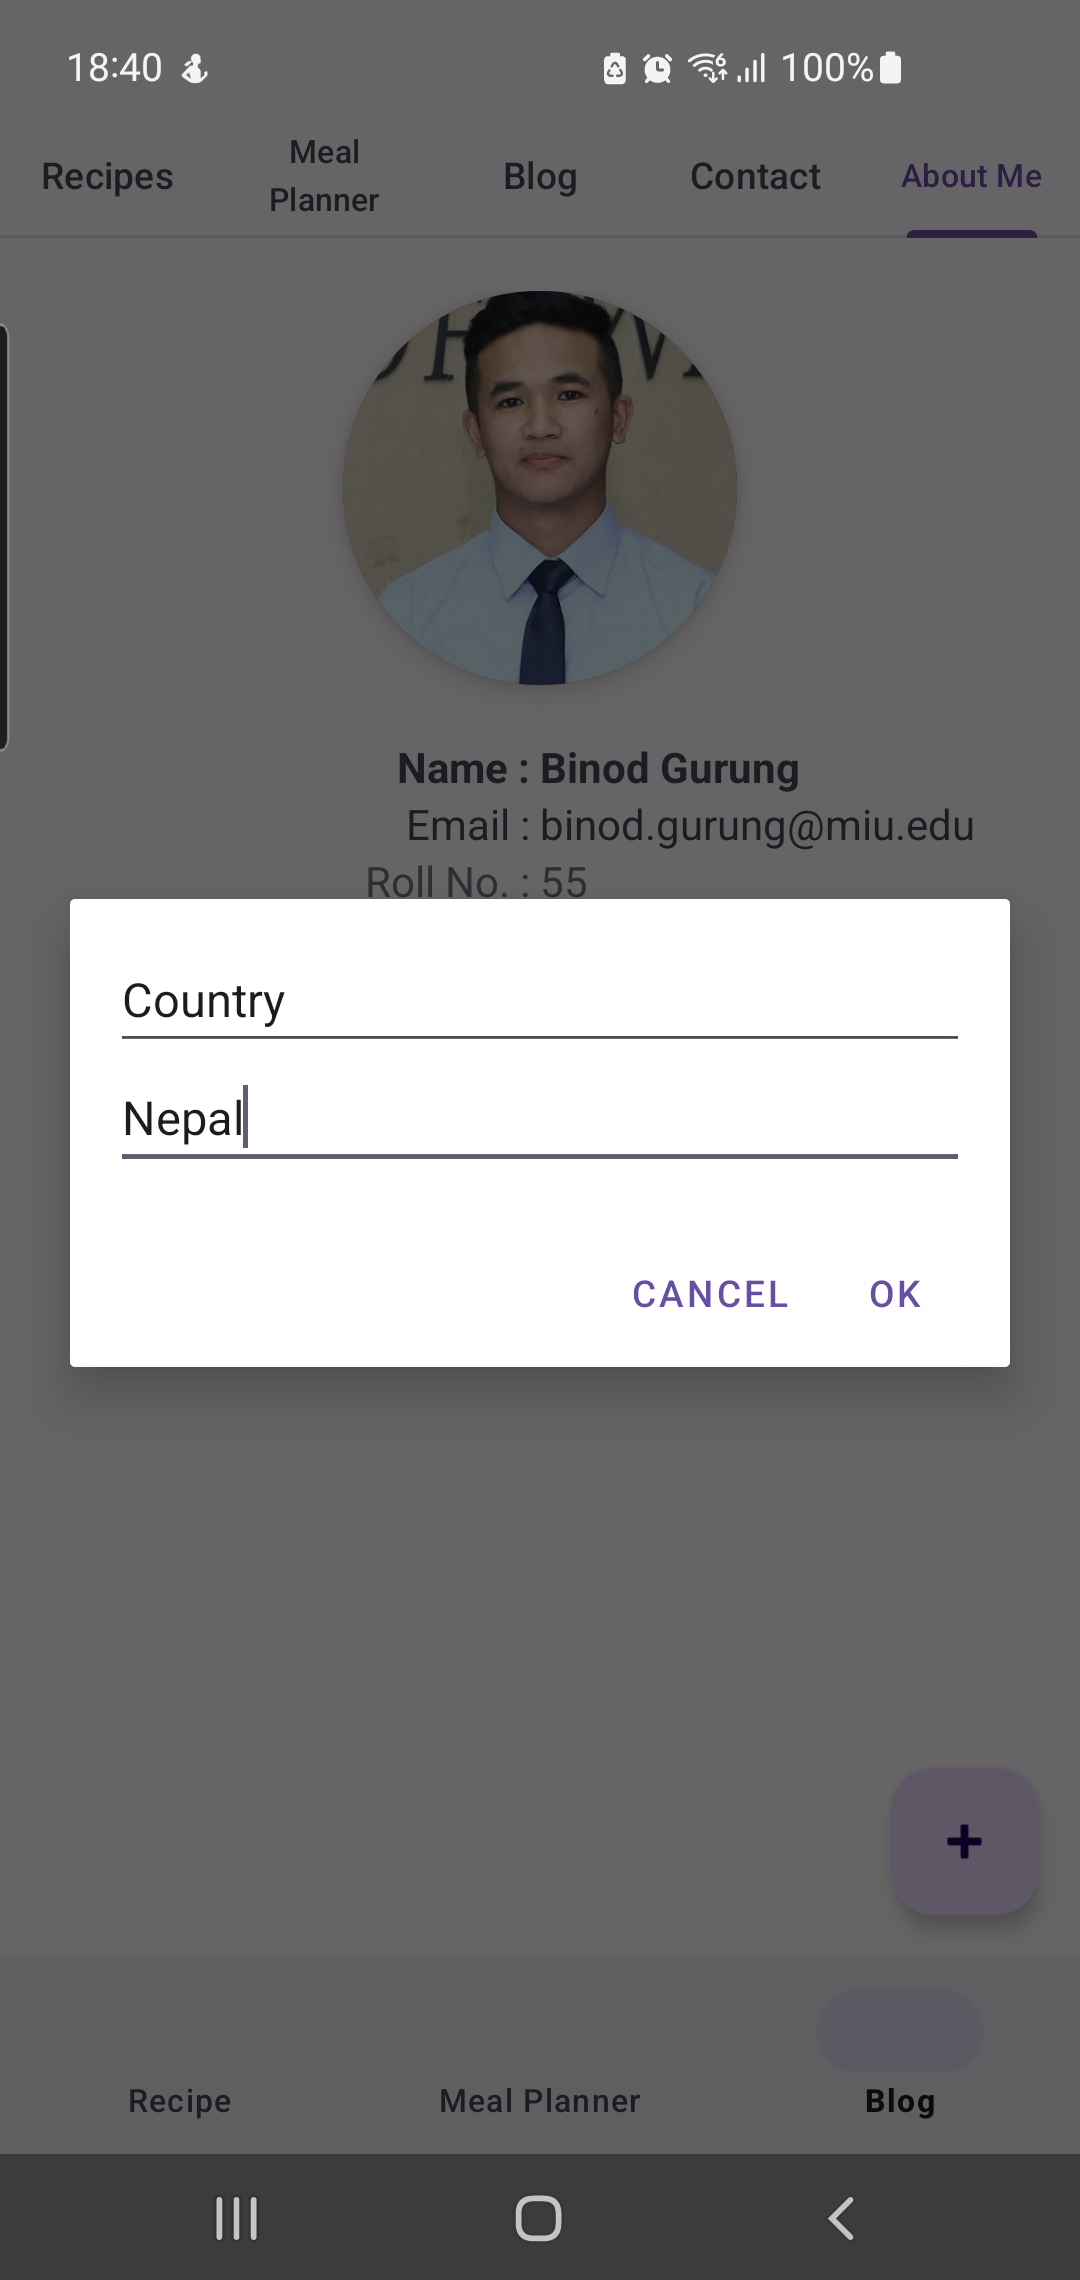 18:40 100%
Recipes Meal Planner Blog Contact About Me
Name : Binod Gurung
Email : binod.gurung@miu.edu
Roll No. : 55
Country
Nepal
CANCEL OK
Recipe Meal Planner Blog